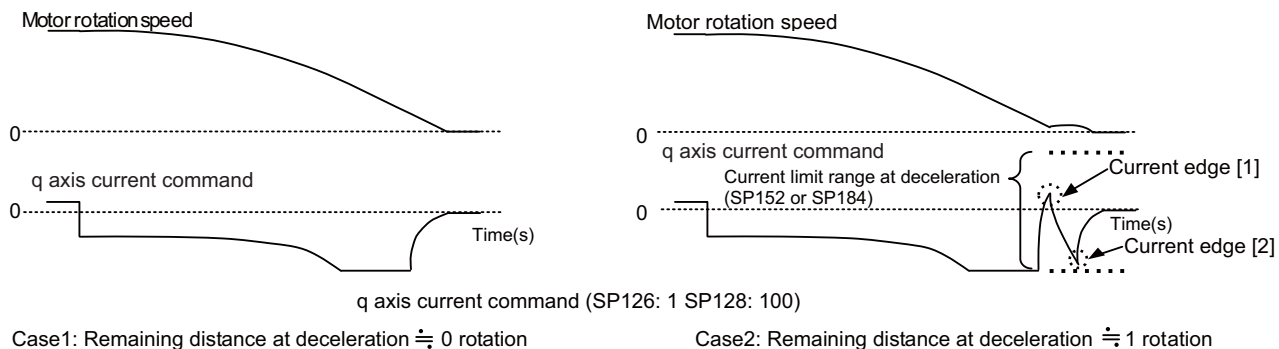 Motor rotation speed
0
q axis current command
0
Time(s)
Motor rotation speed
0
q axis current command
Current limit range at deceleration
(SP152 or SP184)
Current edge [1]
0
Time(s)
Current edge [2]
q axis current command (SP126: 1 SP128: 100)
Case1: Remaining distance at deceleration ≒ 0 rotation
Case2: Remaining distance at deceleration ≒ 1 rotation